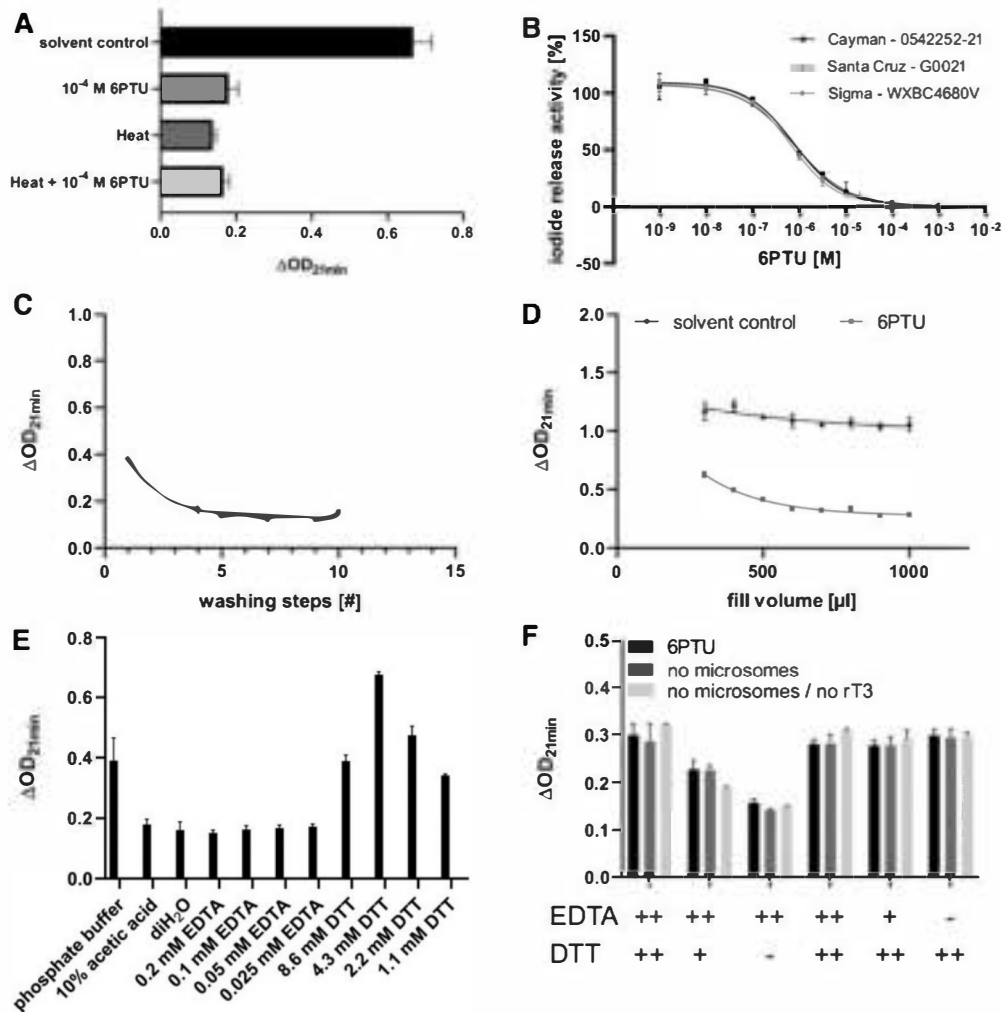 A
solvent control
10⁻⁴ M 6PTU
Heat
Heat + 10⁻⁴ M 6PTU
0.0 0.2 0.4 0.6 0.8
ΔOD21min
B
iodide release activity [%]
150
100
50
0
-50
Cayman - 0542252-21
Santa Cruz - G0021
Sigma - WXBC4680V
10⁻⁹ 10⁻⁸ 10⁻⁷ 10⁻⁶ 10⁻⁵ 10⁻⁴ 10⁻³ 10⁻²
6PTU [M]
C
ΔOD21min
1.0
0.8
0.6
0.4
0.2
0.0
0 5 10 15
washing steps [#]
D
ΔOD21min
2.0
1.5
1.0
0.5
0.0
solvent control 6PTU
0 500 1000
fill volume [µl]
E
ΔOD21min
0.8
0.6
0.4
0.2
0.0
phosphate buffer
10% acetic acid
diH₂O
0.2 mM EDTA
0.1 mM EDTA
0.05 mM EDTA
0.025 mM EDTA
8.6 mM DTT
4.3 mM DTT
2.2 mM DTT
1.1 mM DTT
F
ΔOD21min
0.5
0.4
0.3
0.2
0.1
0.0
6PTU
no microsomes
no microsomes / no rT3
EDTA ++ ++ ++ ++ + -
DTT ++ + - ++ ++ ++